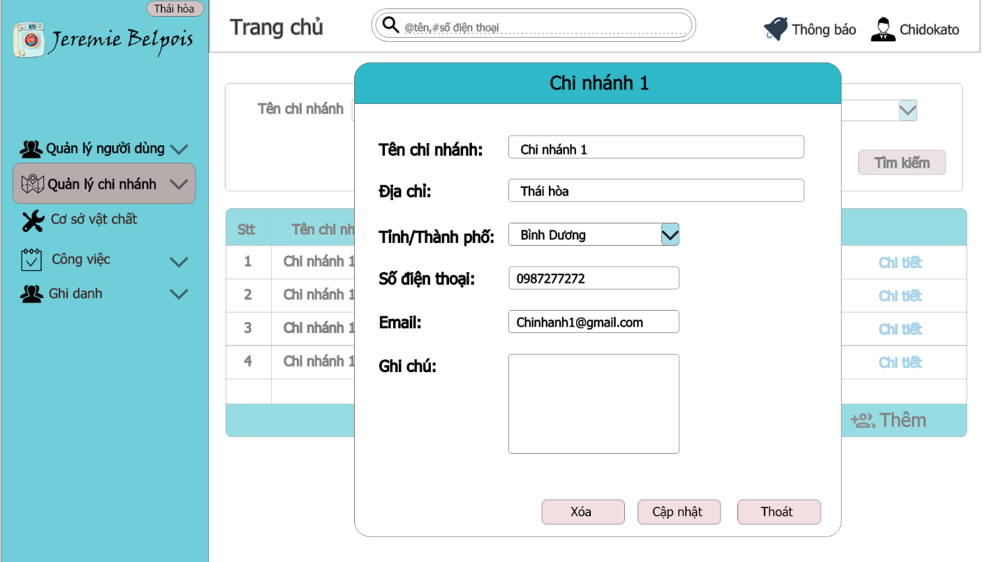 Thái hòa
Jeremie Belpois
Trang chủ
@tên,#số điện thoại
Thông báo
Chidokato
Quản lý người dùng
Quản lý chi nhánh
Cơ sở vật chất
Công việc
Ghi danh
Tên chi nhánh
Tìm kiếm
Stt
Tên chi nh
1
Chi nhánh 1
Chi tiết
2
Chi nhánh 1
Chi tiết
3
Chi nhánh 1
Chi tiết
4
Chi nhánh 1
Chi tiết
Thêm
Chi nhánh 1
Tên chi nhánh:
Chi nhánh 1
Địa chỉ:
Thái hòa
Tỉnh/Thành phố:
Bình Dương
Số điện thoại:
0987277272
Email:
Chinhanh1@gmail.com
Ghi chú:
Xóa
Cập nhật
Thoát